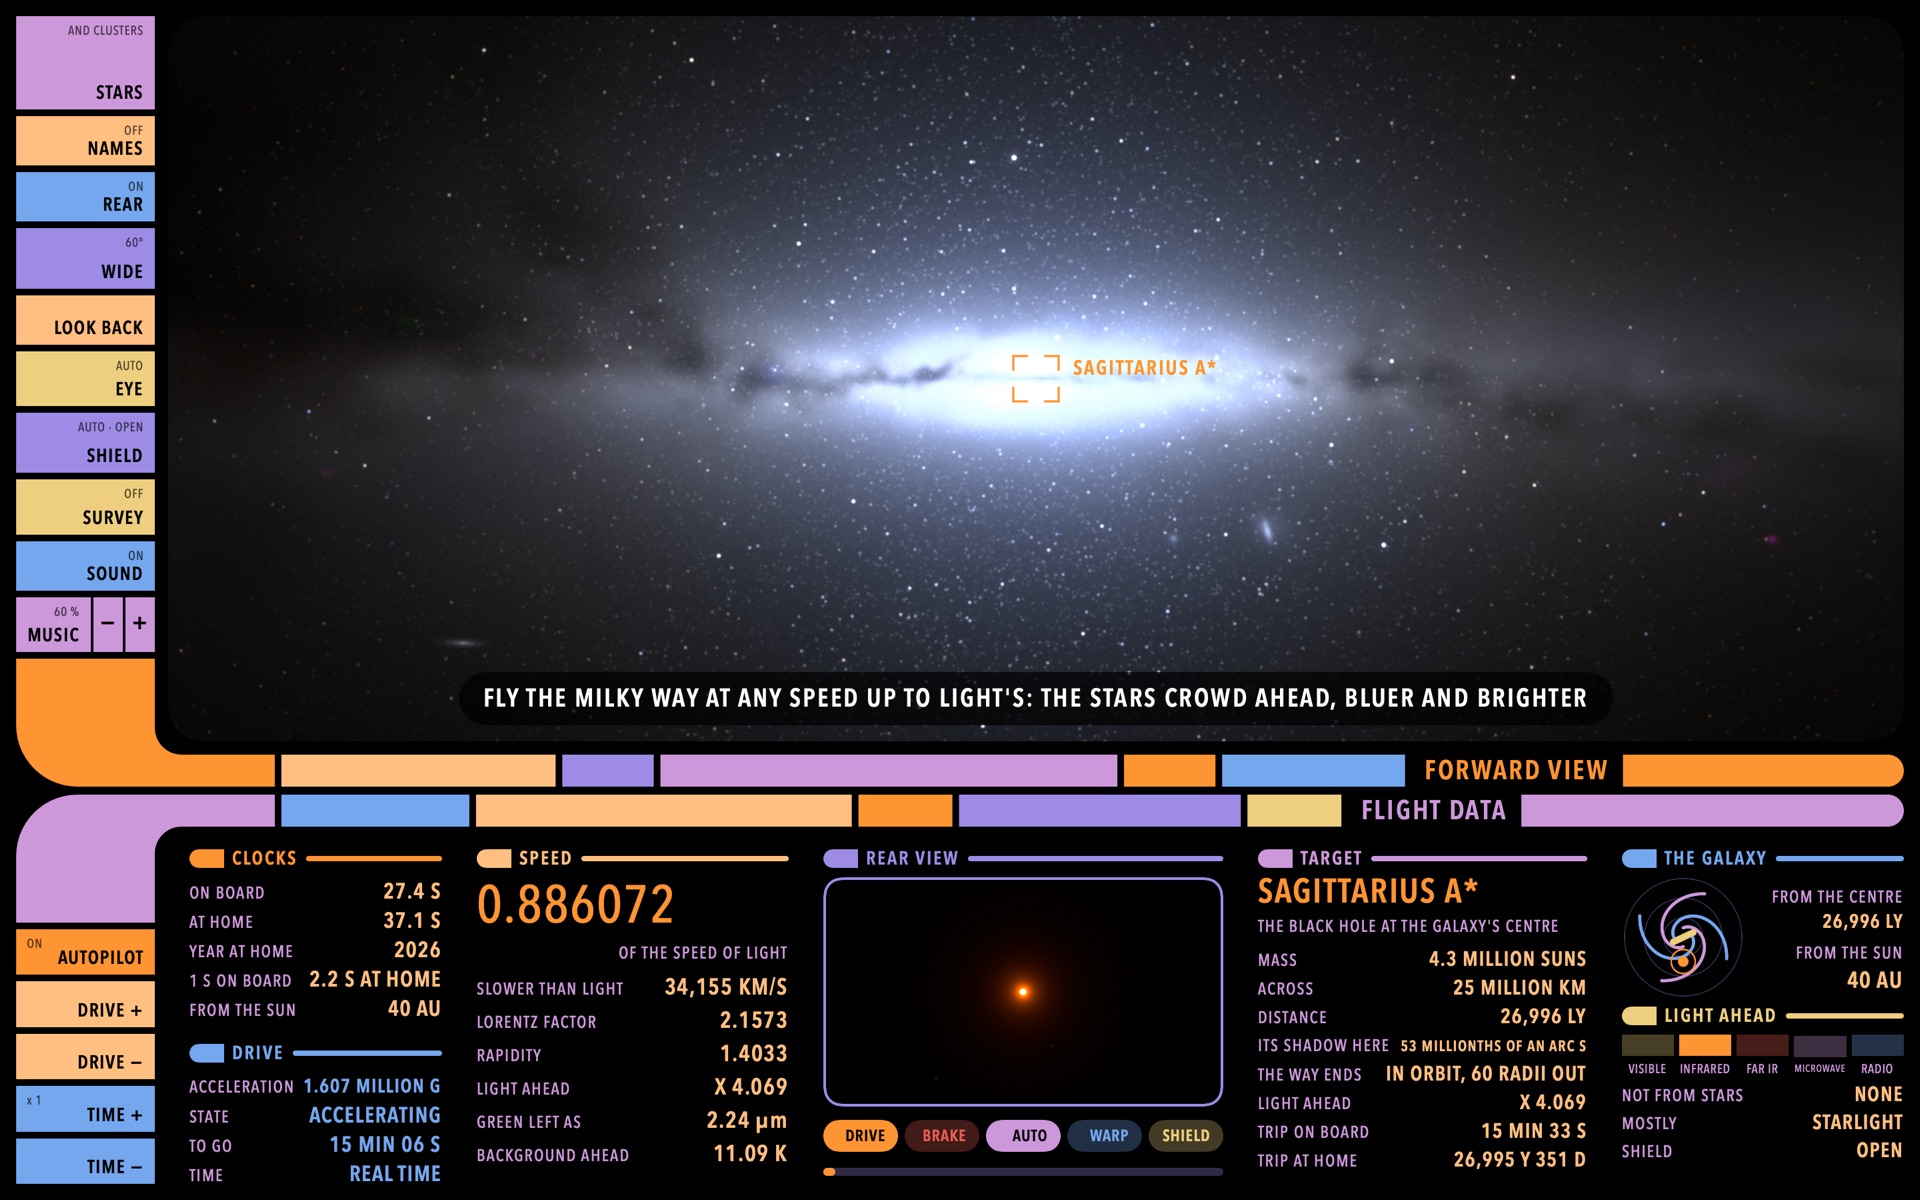 AND CLUSTERS
STARS
OFF
NAMES
ON
REAR
60°
WIDE
LOOK BACK
AUTO
EYE
AUTO · OPEN
SHIELD
OFF
SURVEY
ON
SOUND
60 %
MUSIC − +
SAGITTARIUS A*
FLY THE MILKY WAY AT ANY SPEED UP TO LIGHT'S: THE STARS CROWD AHEAD, BLUER AND BRIGHTER
FORWARD VIEW
FLIGHT DATA
ON
AUTOPILOT
DRIVE +
DRIVE −
x 1
TIME +
TIME −
CLOCKS
ON BOARD 27.4 S
AT HOME 37.1 S
YEAR AT HOME 2026
1 S ON BOARD 2.2 S AT HOME
FROM THE SUN 40 AU
DRIVE
ACCELERATION 1.607 MILLION G
STATE ACCELERATING
TO GO 15 MIN 06 S
TIME REAL TIME
SPEED
0.886072
OF THE SPEED OF LIGHT
SLOWER THAN LIGHT 34,155 KM/S
LORENTZ FACTOR 2.1573
RAPIDITY 1.4033
LIGHT AHEAD X 4.069
GREEN LEFT AS 2.24 µm
BACKGROUND AHEAD 11.09 K
REAR VIEW
DRIVE BRAKE AUTO WARP SHIELD
TARGET
SAGITTARIUS A*
THE BLACK HOLE AT THE GALAXY'S CENTRE
MASS 4.3 MILLION SUNS
ACROSS 25 MILLION KM
DISTANCE 26,996 LY
ITS SHADOW HERE 53 MILLIONTHS OF AN ARC S
THE WAY ENDS IN ORBIT, 60 RADII OUT
LIGHT AHEAD X 4.069
TRIP ON BOARD 15 MIN 33 S
TRIP AT HOME 26,995 Y 351 D
THE GALAXY
FROM THE CENTRE
26,996 LY
FROM THE SUN
40 AU
LIGHT AHEAD
VISIBLE INFRARED FAR IR MICROWAVE RADIO
NOT FROM STARS NONE
MOSTLY STARLIGHT
SHIELD OPEN